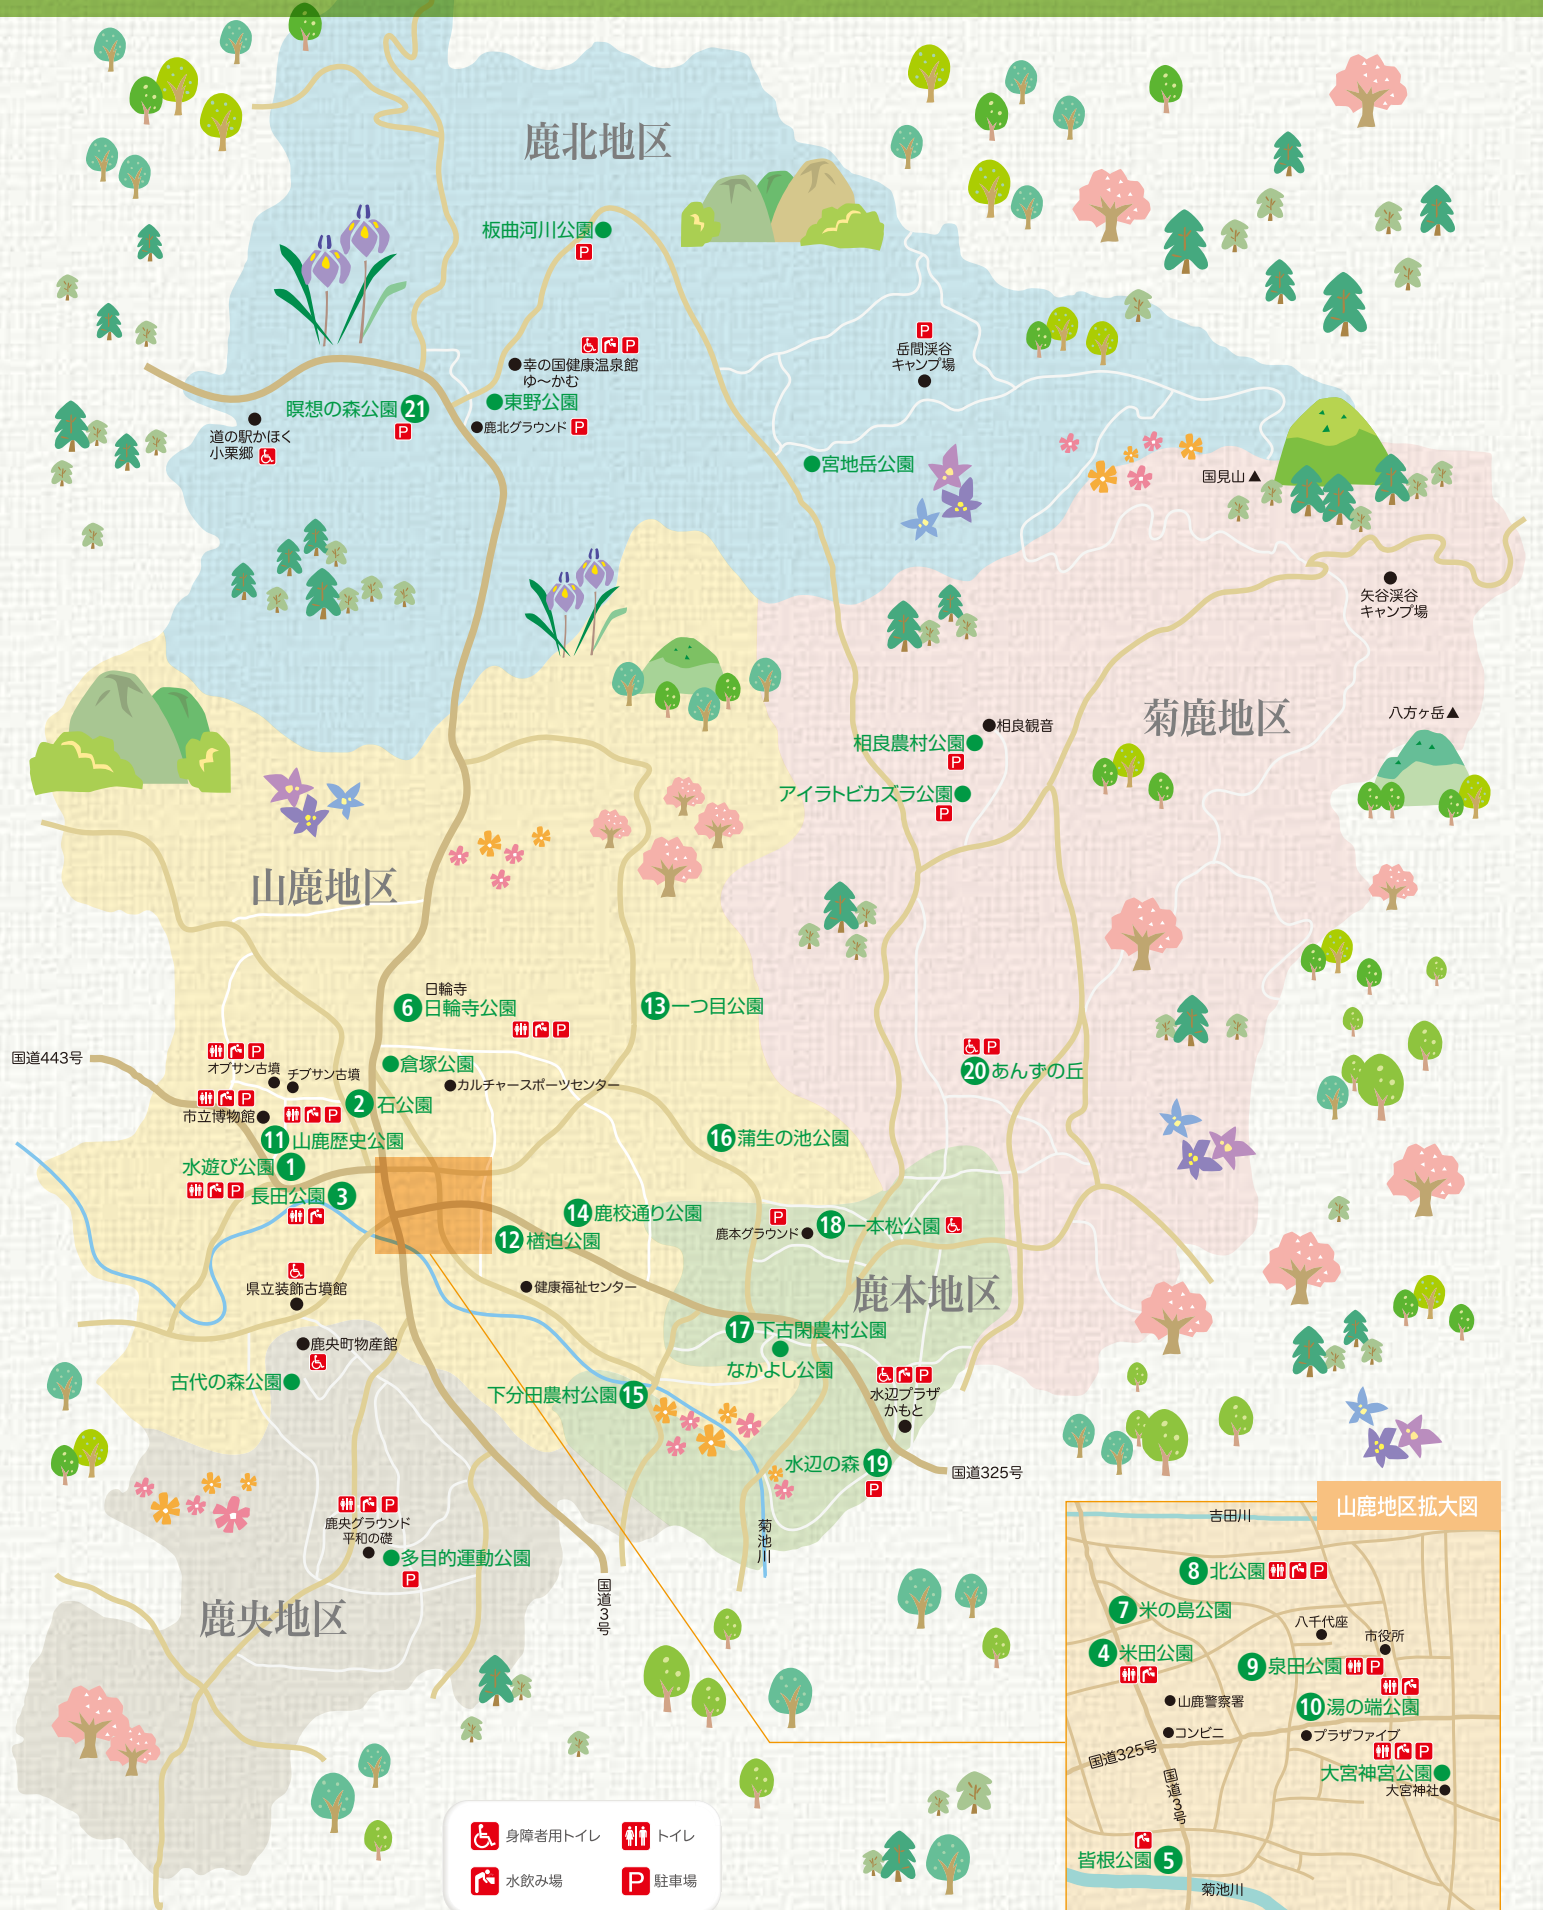 鹿北地区
板曲河川公園
P
P
岳間渓谷
キャンプ場
P
幸の国健康温泉館
ゆ〜かむ
東野公園
瞑想の森公園 21
P
鹿北グラウンド P
道の駅かほく
小栗郷
宮地岳公園
国見山▲
矢谷渓谷
キャンプ場
菊鹿地区
八方ヶ岳▲
相良観音
相良農村公園
P
アイラトビカズラ公園
P
山鹿地区
日輪寺
6 日輪寺公園
P
13 一つ目公園
国道443号
P
オブサン古墳
チブサン古墳
倉塚公園
カルチャースポーツセンター
P
20 あんずの丘
P
市立博物館
P
2 石公園
11 山鹿歴史公園
16 蒲生の池公園
水遊び公園 1
P
長田公園 3
14 鹿校通り公園
12 楢迫公園
P
鹿本グラウンド
18 一本松公園
県立装飾古墳館
健康福祉センター
鹿本地区
17 下古閑農村公園
なかよし公園
鹿央町物産館
古代の森公園
下分田農村公園 15
P
水辺プラザ
かもと
水辺の森 19
P
国道325号
P
鹿央グラウンド
平和の礎
多目的運動公園
P
菊池川
国道3号
鹿央地区
山鹿地区拡大図
吉田川
8 北公園 P
7 米の島公園
八千代座
市役所
4 米田公園
9 泉田公園 P
10 湯の端公園
山鹿警察署
コンビニ
プラザファイブ
P
国道325号
国道3号
大宮神宮公園
大宮神社
皆根公園 5
菊池川
身障者用トイレ
トイレ
水飲み場
P 駐車場